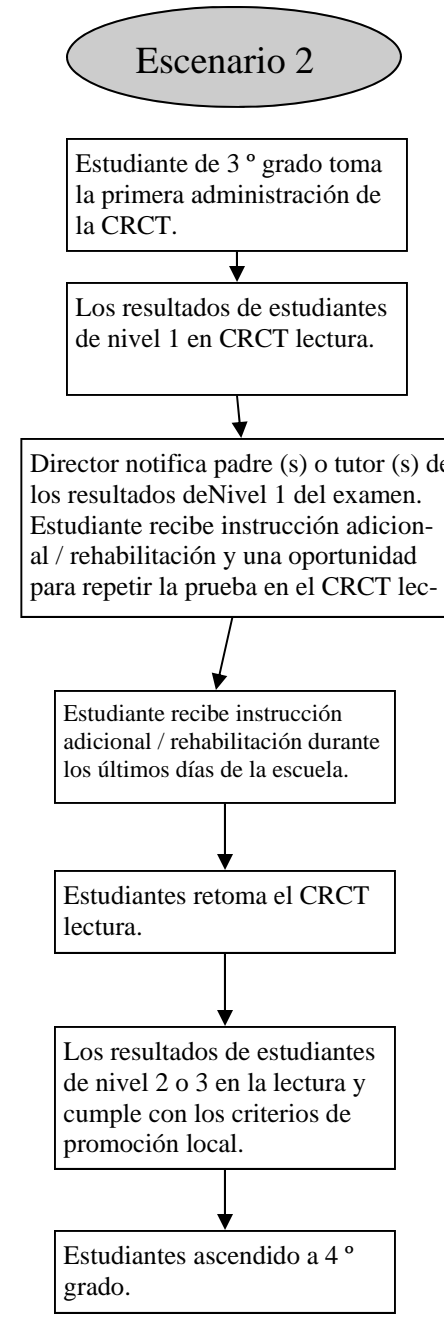 Escenario 2
Estudiante de 3 º grado toma
la primera administración de
la CRCT.
Los resultados de estudiantes
de nivel 1 en CRCT lectura.
Director notifica padre (s) o tutor (s) de
los resultados deNivel 1 del examen.
Estudiante recibe instrucción adicion-
al / rehabilitación y una oportunidad
para repetir la prueba en el CRCT lec-
Estudiante recibe instrucción
adicional / rehabilitación durante
los últimos días de la escuela.
Estudiantes retoma el CRCT
lectura.
Los resultados de estudiantes
de nivel 2 o 3 en la lectura y
cumple con los criterios de
promoción local.
Estudiantes ascendido a 4 º
grado.